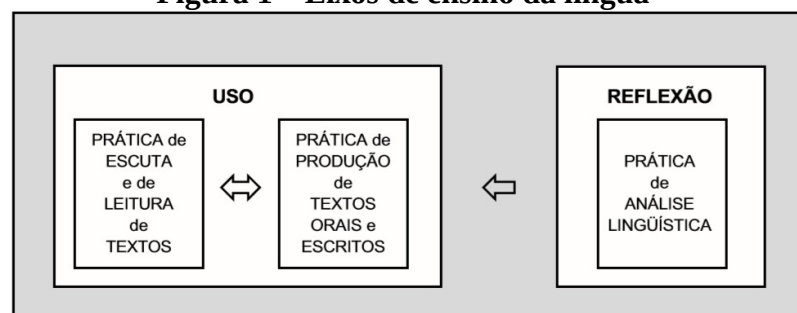 Figura 1 – Eixos de ensino da língua
USO
PRÁTICA de
ESCUTA
e de
LEITURA
de
TEXTOS
PRÁTICA de
PRODUÇÃO
de
TEXTOS
ORAIS e
ESCRITOS
REFLEXÃO
PRÁTICA
de
ANÁLISE
LINGÜÍSTICA